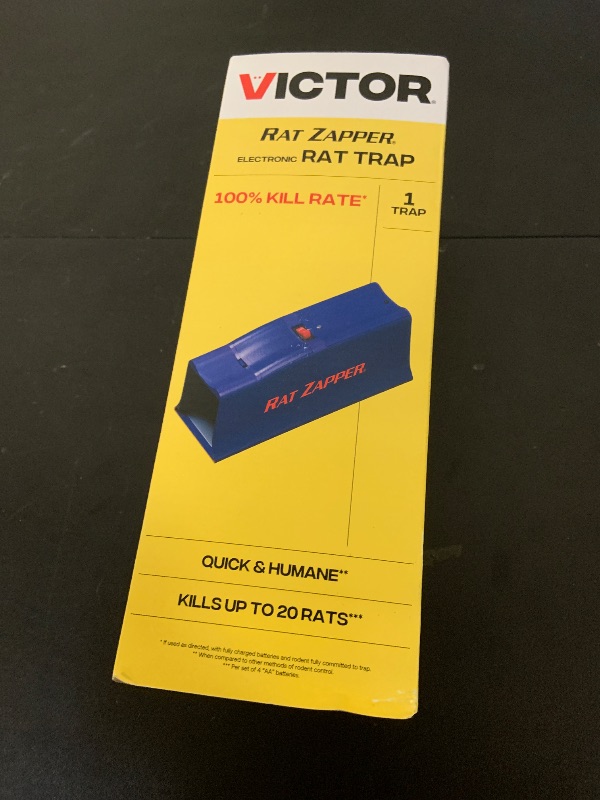 VICTOR®
RAT ZAPPER®
ELECTRONIC RAT TRAP
100% KILL RATE*
1
TRAP
RAT ZAPPER®
QUICK & HUMANE**
KILLS UP TO 20 RATS***
* If used as directed, with fully charged batteries and rodent fully committed to trap.
** When compared to other methods of rodent control.
*** Per set of 4 "AA" batteries.